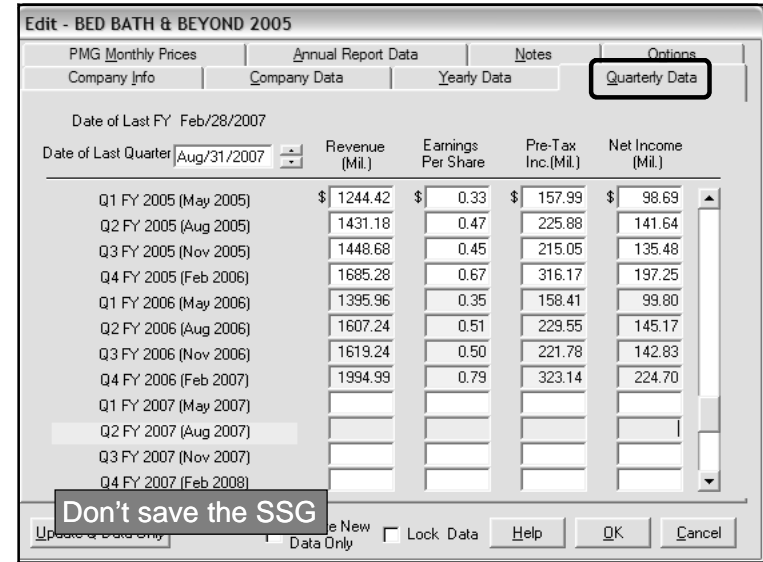 Edit - BED BATH & BEYOND 2005
PMG Monthly Prices Annual Report Data Notes Options
Company Info Company Data Yearly Data Quarterly Data
Date of Last FY Feb/28/2007
Date of Last Quarter Aug/31/2007 Revenue (Mil.) Earnings Per Share Pre-Tax Inc.(Mil.) Net Income (Mil.)
Q1 FY 2005 (May 2005) $ 1244.42 $ 0.33 $ 157.99 $ 98.69
Q2 FY 2005 (Aug 2005) 1431.18 0.47 225.88 141.64
Q3 FY 2005 (Nov 2005) 1448.68 0.45 215.05 135.48
Q4 FY 2005 (Feb 2006) 1685.28 0.67 316.17 197.25
Q1 FY 2006 (May 2006) 1395.96 0.35 158.41 99.80
Q2 FY 2006 (Aug 2006) 1607.24 0.51 229.55 145.17
Q3 FY 2006 (Nov 2006) 1619.24 0.50 221.78 142.83
Q4 FY 2006 (Feb 2007) 1994.99 0.79 323.14 224.70
Q1 FY 2007 (May 2007)
Q2 FY 2007 (Aug 2007)
Q3 FY 2007 (Nov 2007)
Q4 FY 2007 (Feb 2008)
Don't save the SSG
New Data Only Lock Data Help OK Cancel